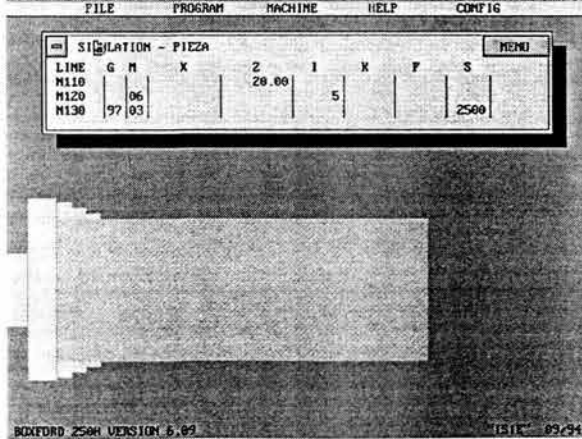 FILE PROGRAM MACHINE HELP CONFIG
SIMULATION - PIEZA MENU
LINE G M X Z I K F S
N110 20.00
N120 06 5
N130 97 03 2500
BOXFORD 250H VERSION 6.09 "ISIE" 09/94